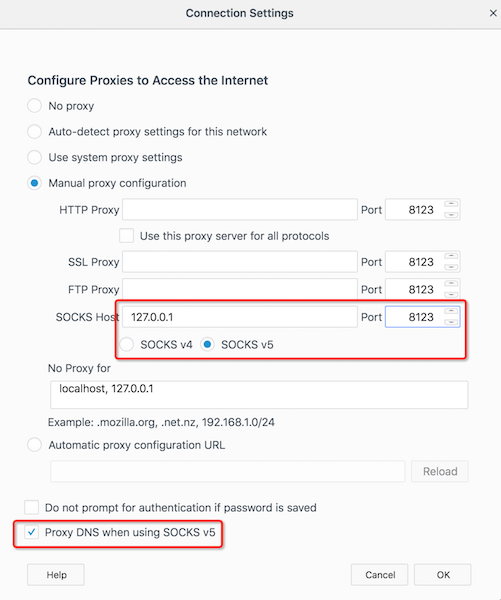 Connection Settings
Configure Proxies to Access the Internet
No proxy
Auto-detect proxy settings for this network
Use system proxy settings
Manual proxy configuration
HTTP Proxy Port 8123
Use this proxy server for all protocols
SSL Proxy Port 8123
FTP Proxy Port 8123
SOCKS Host 127.0.0.1 Port 8123
SOCKS v4 SOCKS v5
No Proxy for
localhost, 127.0.0.1
Example: .mozilla.org, .net.nz, 192.168.1.0/24
Automatic proxy configuration URL
Reload
Do not prompt for authentication if password is saved
Proxy DNS when using SOCKS v5
Help Cancel OK